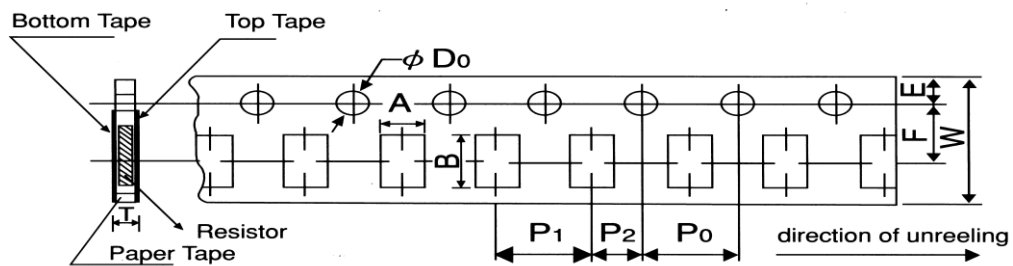 Bottom Tape
Top Tape
ϕ D0
A
B
E
F
W
T
Resistor
Paper Tape
P1
P2
P0
direction of unreeling